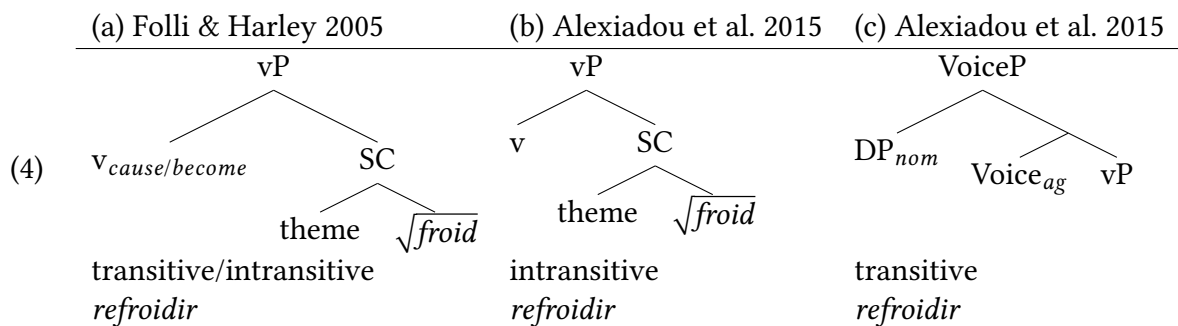 (a) Folli & Harley 2005 (b) Alexiadou et al. 2015 (c) Alexiadou et al. 2015
vP vP VoiceP
(4) v_cause/become SC v SC DP_nom Voice_ag vP
theme √froid theme √froid
transitive/intransitive intransitive transitive
refroidir refroidir refroidir